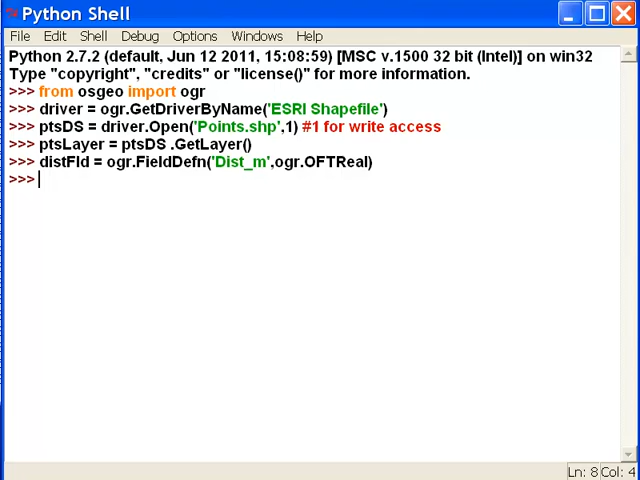 Python Shell
File Edit Shell Debug Options Windows Help
Python 2.7.2 (default, Jun 12 2011, 15:08:59) [MSC v.1500 32 bit (Intel)] on win32
Type "copyright", "credits" or "license()" for more information.
>>> from osgeo import ogr
>>> driver = ogr.GetDriverByName('ESRI Shapefile')
>>> ptsDS = driver.Open('Points.shp',1) #1 for write access
>>> ptsLayer = ptsDS .GetLayer()
>>> distFld = ogr.FieldDefn('Dist_m',ogr.OFTReal)
>>>
Ln: 8 Col: 4